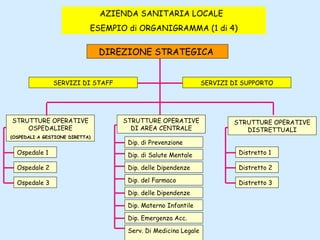 AZIENDA SANITARIA LOCALE
ESEMPIO di ORGANIGRAMMA (1 di 4)
DIREZIONE STRATEGICA
SERVIZI DI STAFF
SERVIZI DI SUPPORTO
STRUTTURE OPERATIVE
OSPEDALIERE
(OSPEDALI A GESTIONE DIRETTA)
Ospedale 1
Ospedale 2
Ospedale 3
STRUTTURE OPERATIVE
DI AREA CENTRALE
Dip. di Prevenzione
Dip. di Salute Mentale
Dip. delle Dipendenze
Dip. del Farmaco
Dip. delle Dipendenze
Dip. Materno Infantile
Dip. Emergenza Acc.
Serv. Di Medicina Legale
STRUTTURE OPERATIVE
DISTRETTUALI
Distretto 1
Distretto 2
Distretto 3